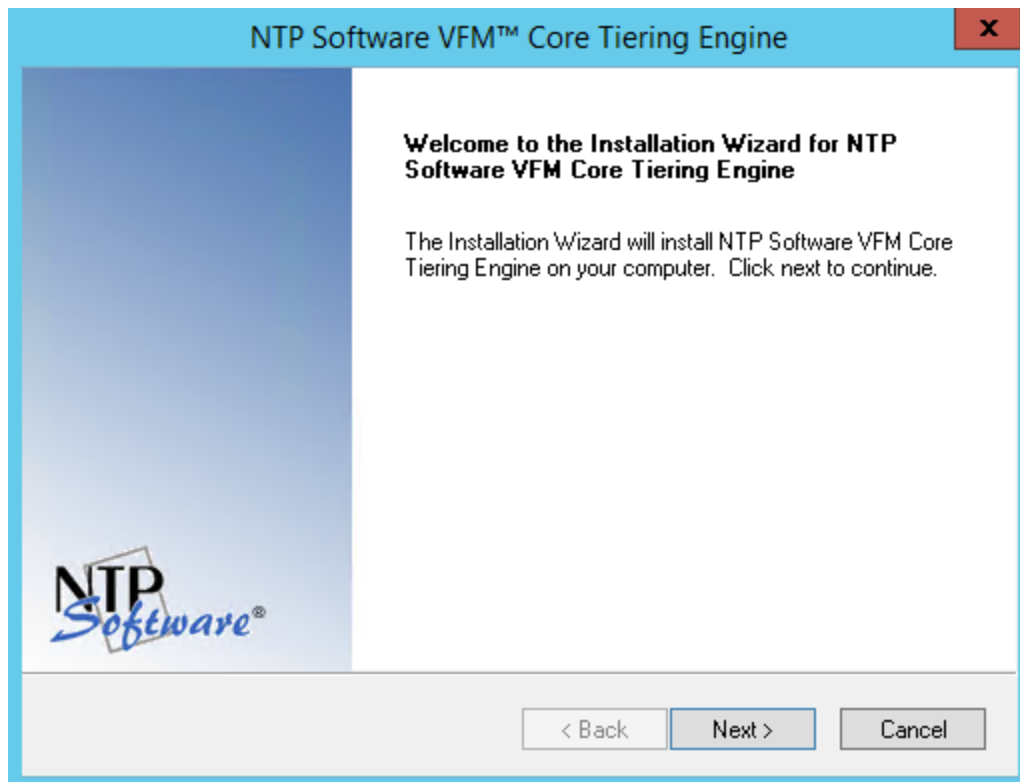 NTP Software VFM™ Core Tiering Engine
x
Welcome to the Installation Wizard for NTP
Software VFM Core Tiering Engine
The Installation Wizard will install NTP Software VFM Core
Tiering Engine on your computer. Click next to continue.
NTP
Software®
< Back
Next >
Cancel